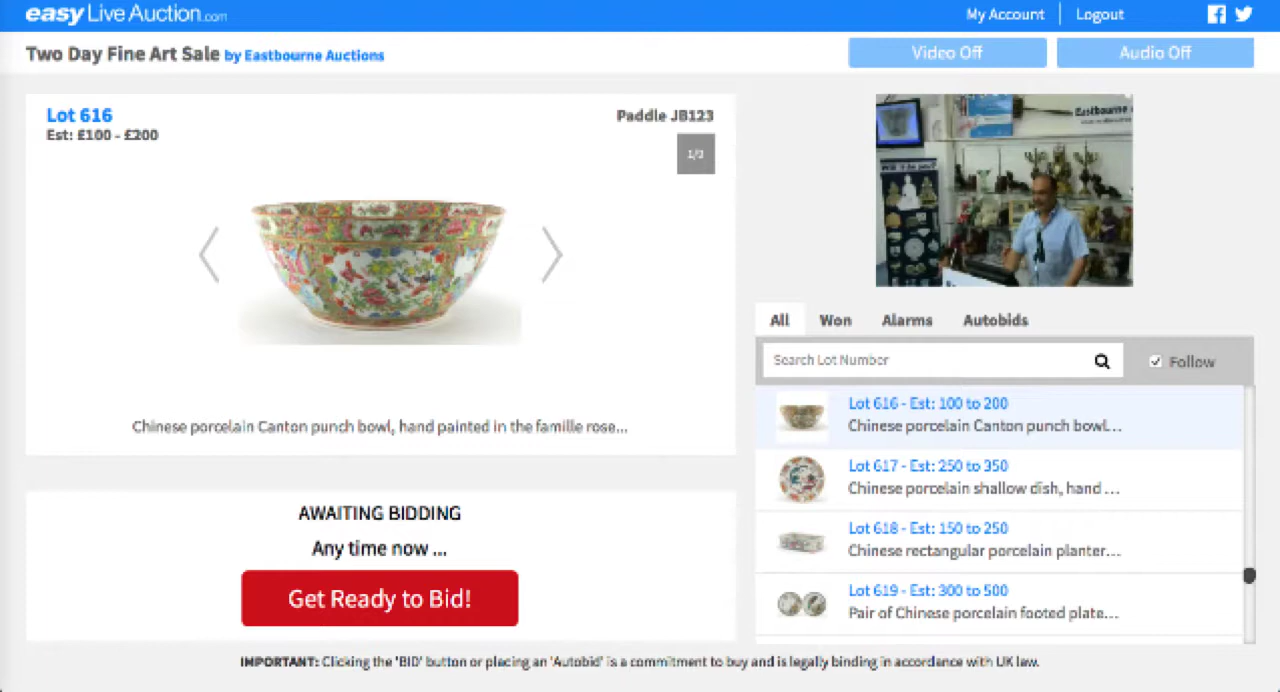 easy Live Auction.com
My Account
Logout
Two Day Fine Art Sale by Eastbourne Auctions
Video Off
Audio Off
Lot 616
Paddle JB123
Est: £100 - £200
Eastbourne
All
Won
Alarms
Autobids
Search Lot Number
Follow
Lot 616 - Est: 100 to 200
Chinese porcelain Canton punch bowl...
Lot 617 - Est: 250 to 350
Chinese porcelain shallow dish, hand ...
Lot 618 - Est: 150 to 250
Chinese rectangular porcelain planter...
Lot 619 - Est: 300 to 500
Pair of Chinese porcelain footed plate...
Chinese porcelain Canton punch bowl, hand painted in the famille rose...
AWAITING BIDDING
Any time now ...
Get Ready to Bid!
IMPORTANT: Clicking the 'BID' button or placing an 'Autobid' is a commitment to buy and is legally binding in accordance with UK law.